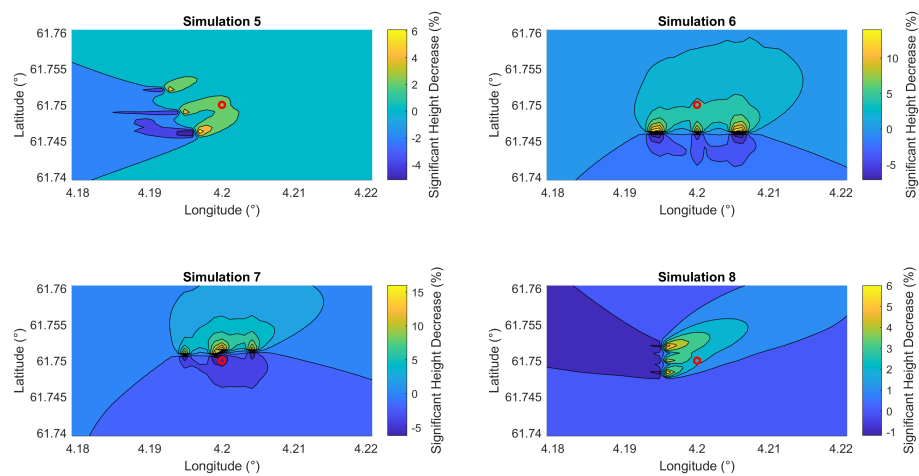 Simulation 5
61.76
61.755
61.75
61.745
61.74
4.18 4.19 4.2 4.21 4.22
Latitude (°)
Longitude (°)
6
4
2
0
-2
-4
Significant Height Decrease (%)
Simulation 6
61.76
61.755
61.75
61.745
61.74
4.18 4.19 4.2 4.21 4.22
Latitude (°)
Longitude (°)
10
5
0
-5
Significant Height Decrease (%)
Simulation 7
61.76
61.755
61.75
61.745
61.74
4.18 4.19 4.2 4.21 4.22
Latitude (°)
Longitude (°)
15
10
5
0
-5
Significant Height Decrease (%)
Simulation 8
61.76
61.755
61.75
61.745
61.74
4.18 4.19 4.2 4.21 4.22
Latitude (°)
Longitude (°)
6
5
4
3
2
1
0
-1
Significant Height Decrease (%)